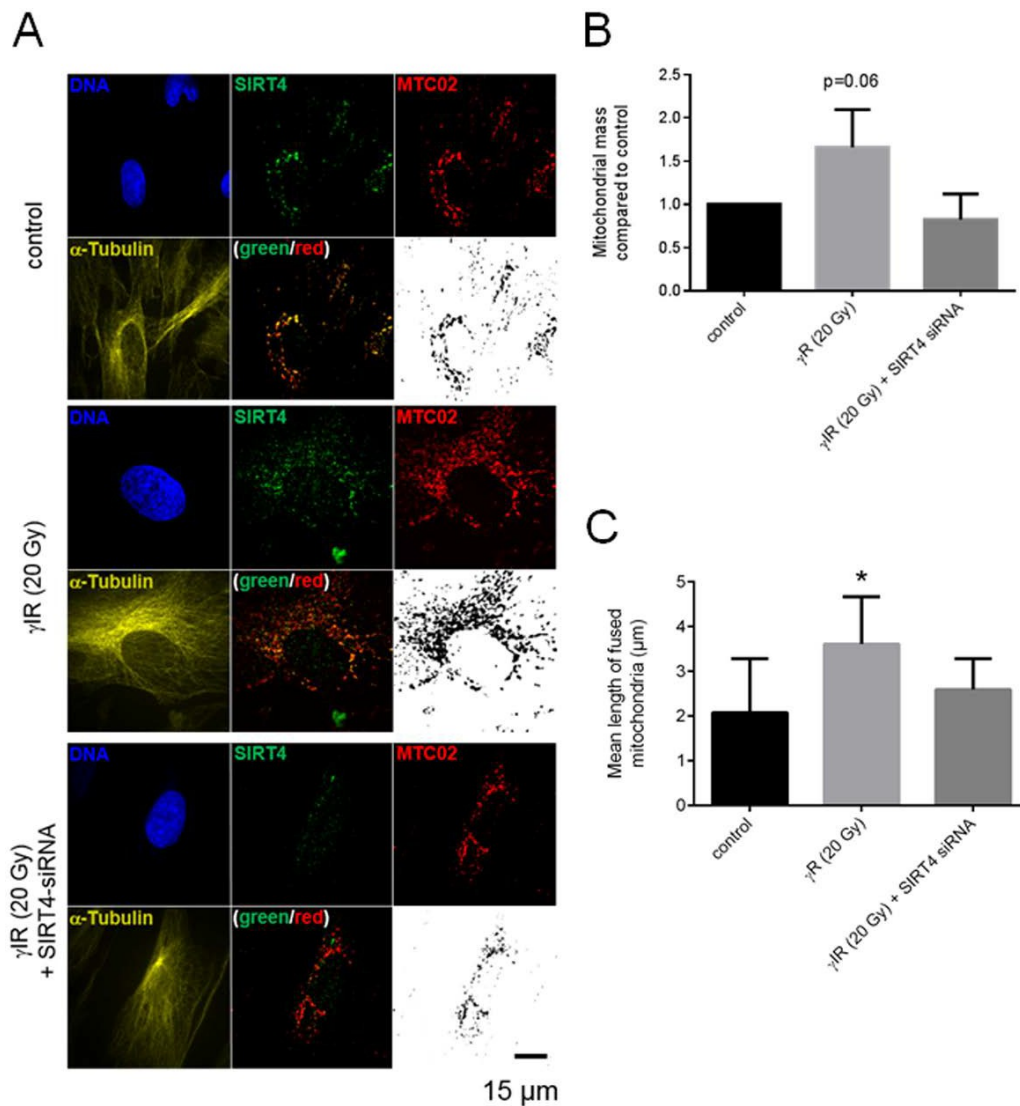 A
control
DNA
SIRT4
MTC02
α-Tubulin
(green/red)
γIR (20 Gy)
DNA
SIRT4
MTC02
α-Tubulin
(green/red)
γIR (20 Gy)
+ SIRT4-siRNA
DNA
SIRT4
MTC02
α-Tubulin
(green/red)
15 µm
B
Mitochondrial mass
compared to control
2.5
2.0
1.5
1.0
0.5
0.0
p=0.06
control
γR (20 Gy)
γIR (20 Gy) + SIRT4 siRNA
C
Mean length of fused
mitochondria (µm)
5
4
3
2
1
0
*
control
γR (20 Gy)
γIR (20 Gy) + SIRT4 siRNA